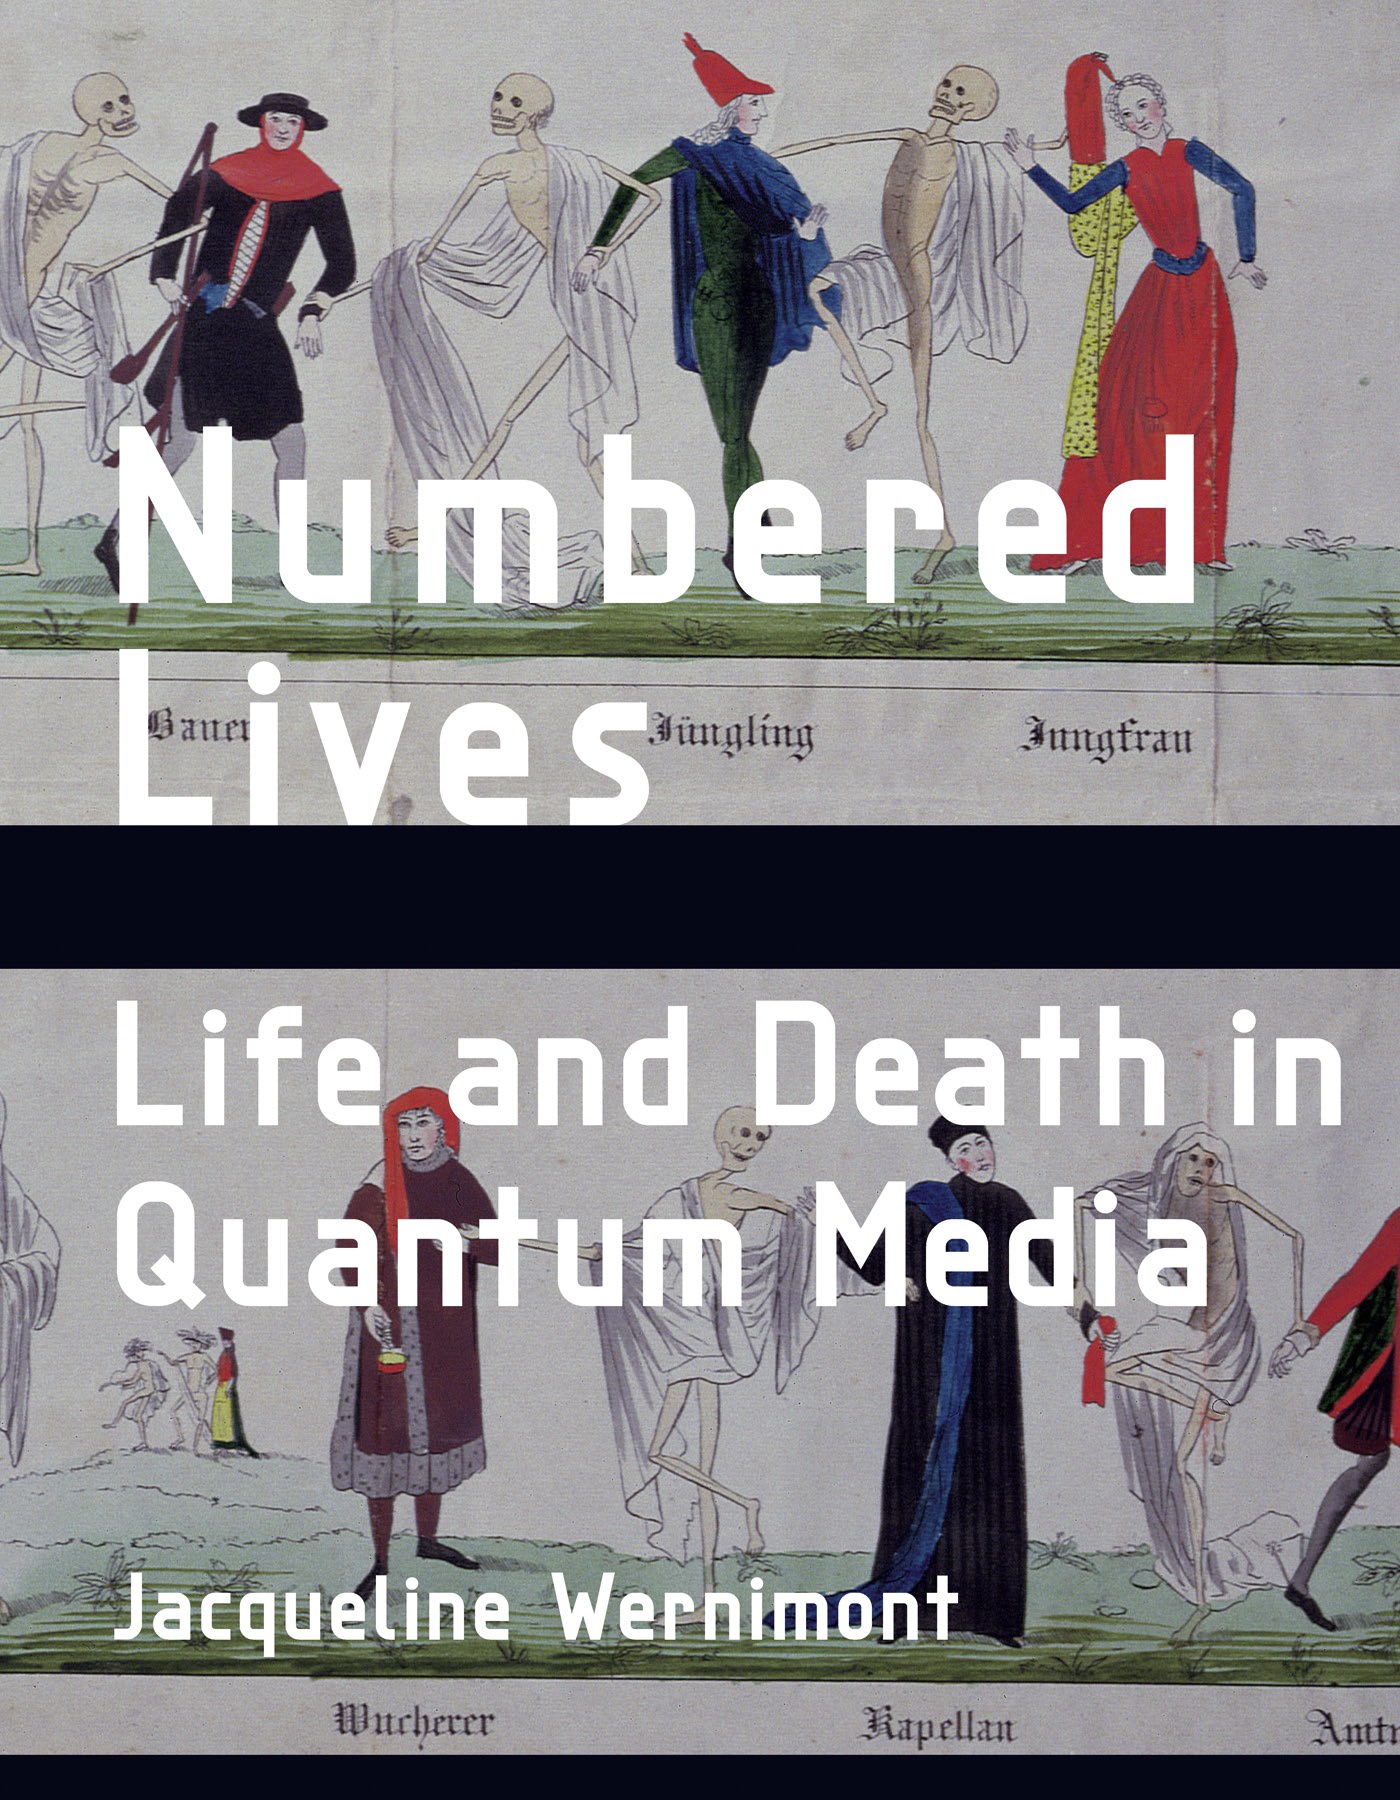 Numbered
Lives
Bauer Jüngling Jungfrau
Life and Death in
Quantum Media
Jacqueline Wernimont
Wucherer Kapellan